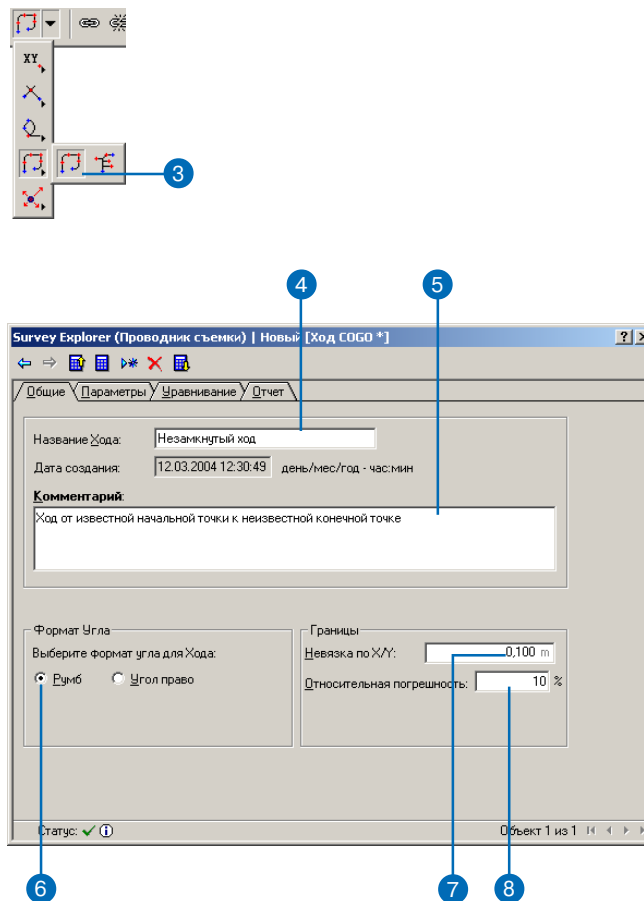 XY
3
4
5
Survey Explorer (Проводник съемки) | Новый [Ход COGO *]
Общие
Параметры
Уравнивание
Отчет
Название Хода:
Незамкнутый ход
Дата создания:
12.03.2004 12:30:49
день/мес/год - час:мин
Комментарий:
Ход от известной начальной точки к неизвестной конечной точке
Формат Угла
Выберите формат угла для Хода:
Румб
Угол право
Границы
Невязка по X/Y:
0,100 m
Относительная погрешность:
10 %
Статус:
Объект 1 из 1
6
7
8